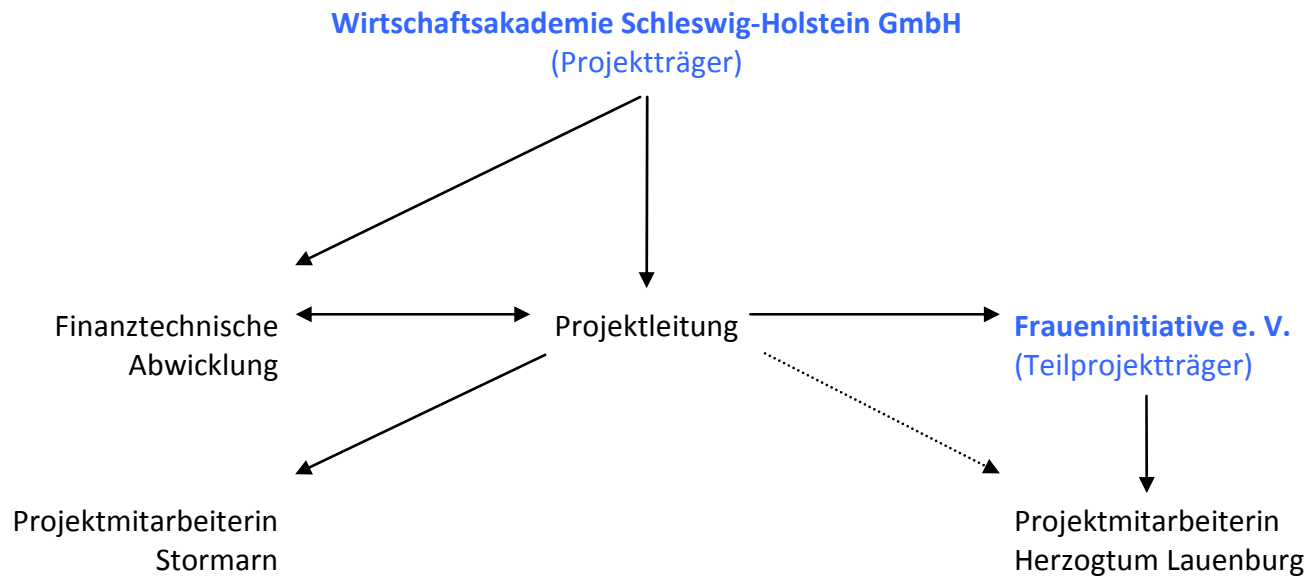 Wirtschaftsakademie Schleswig-Holstein GmbH
(Projektträger)
Finanztechnische
Abwicklung
Projektleitung
Fraueninitiative e. V.
(Teilprojektträger)
Projektmitarbeiterin
Stormarn
Projektmitarbeiterin
Herzogtum Lauenburg